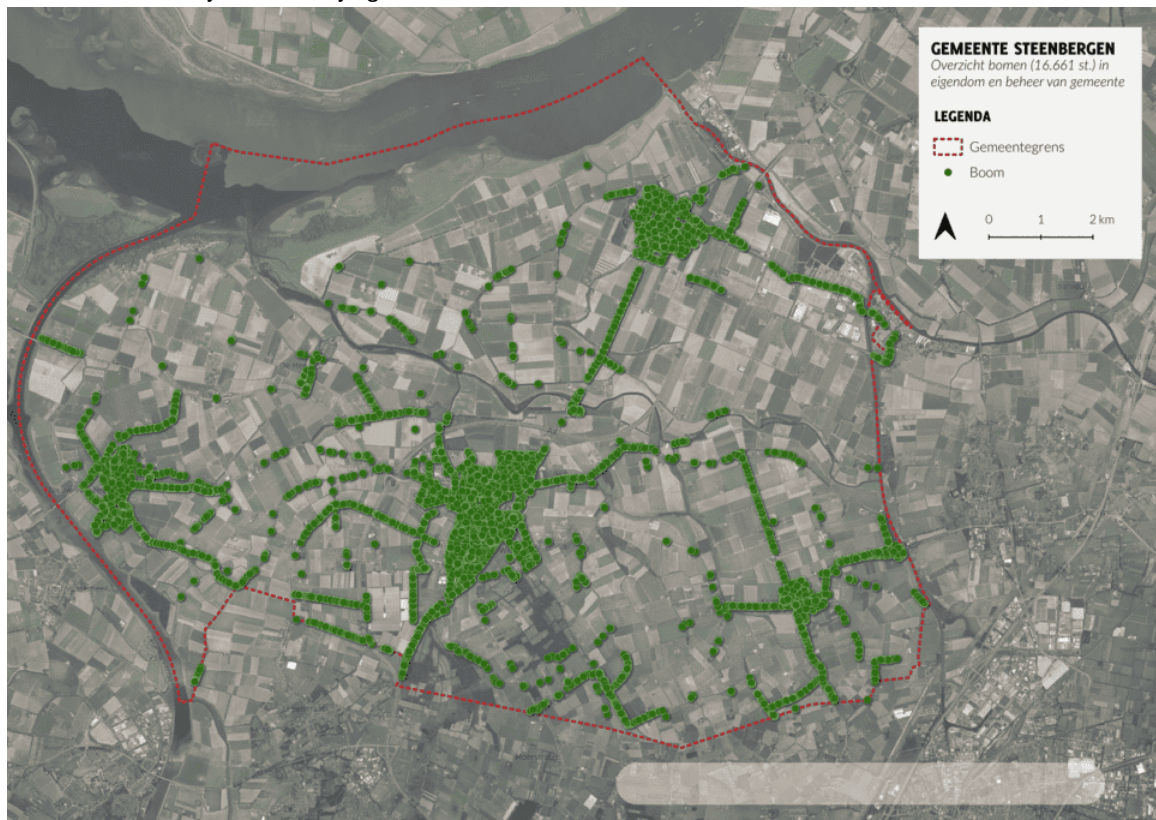 GEMEENTE STEENBERGEN
Overzicht bomen (16.661 st.) in
eigendom en beheer van gemeente
LEGENDA
Gemeentegrens
Boom
0 1 2 km